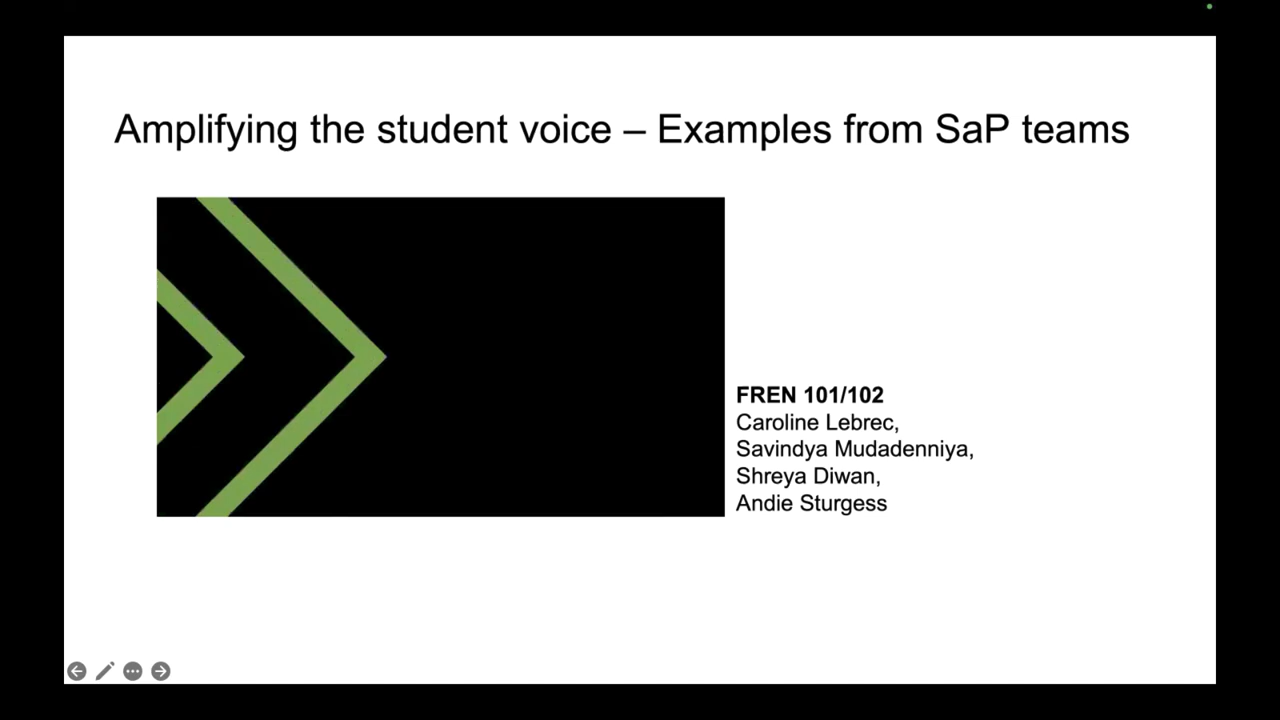 Amplifying the student voice – Examples from SaP teams
FREN 101/102
Caroline Lebrec,
Savindya Mudadenniya,
Shreya Diwan,
Andie Sturgess